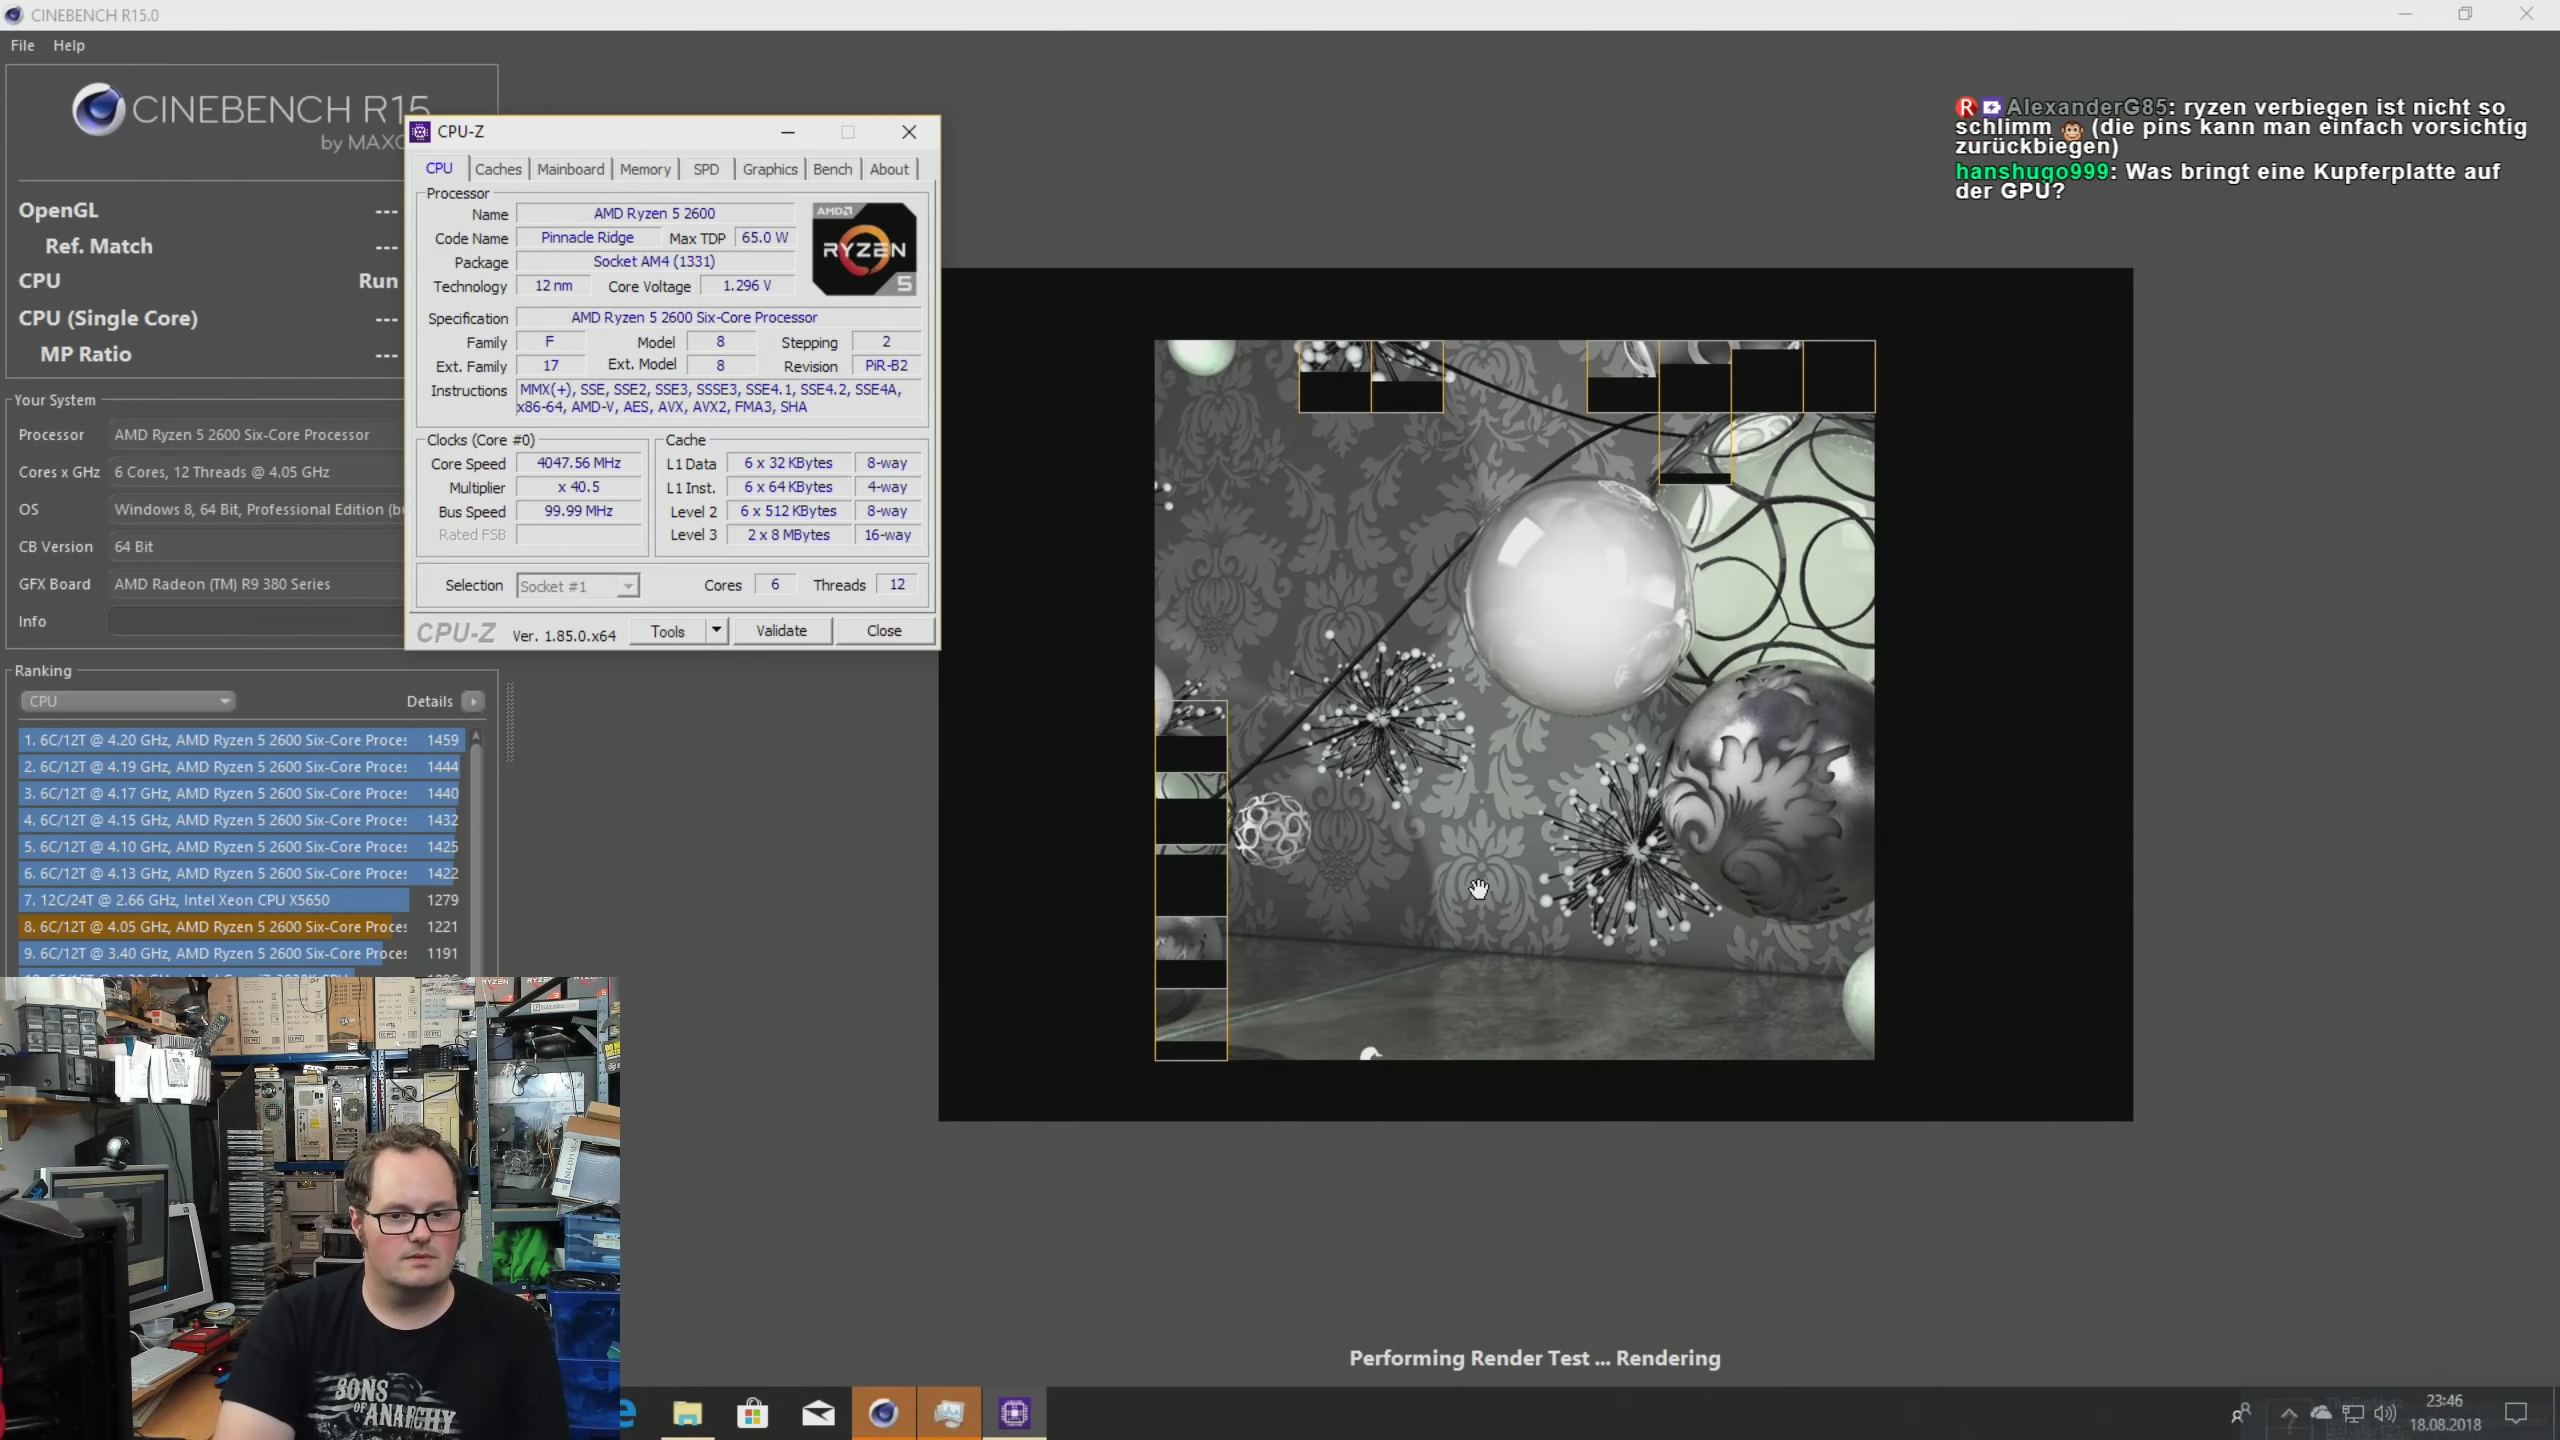 CINEBENCH R15.0
File Help
CINEBENCH R15
by MAXO
OpenGL ---
Ref. Match ---
CPU Run
CPU (Single Core) ---
MP Ratio ---
Your System
Processor AMD Ryzen 5 2600 Six-Core Processor
Cores x GHz 6 Cores, 12 Threads @ 4.05 GHz
OS Windows 8, 64 Bit, Professional Edition (bu
CB Version 64 Bit
GFX Board AMD Radeon (TM) R9 380 Series
Info
Ranking
CPU Details
1. 6C/12T @ 4.20 GHz, AMD Ryzen 5 2600 Six-Core Proces 1459
2. 6C/12T @ 4.19 GHz, AMD Ryzen 5 2600 Six-Core Proces 1444
3. 6C/12T @ 4.17 GHz, AMD Ryzen 5 2600 Six-Core Proces 1440
4. 6C/12T @ 4.15 GHz, AMD Ryzen 5 2600 Six-Core Proces 1432
5. 6C/12T @ 4.10 GHz, AMD Ryzen 5 2600 Six-Core Proces 1425
6. 6C/12T @ 4.13 GHz, AMD Ryzen 5 2600 Six-Core Proces 1422
7. 12C/24T @ 2.66 GHz, Intel Xeon CPU X5650 1279
8. 6C/12T @ 4.05 GHz, AMD Ryzen 5 2600 Six-Core Proces 1221
9. 6C/12T @ 3.40 GHz, AMD Ryzen 5 2600 Six-Core Proces 1191
CPU-Z
CPU Caches Mainboard Memory SPD Graphics Bench About
Processor
Name AMD Ryzen 5 2600
Code Name Pinnacle Ridge Max TDP 65.0 W
Package Socket AM4 (1331)
Technology 12 nm Core Voltage 1.296 V
AMD
RYZEN
5
Specification AMD Ryzen 5 2600 Six-Core Processor
Family F Model 8 Stepping 2
Ext. Family 17 Ext. Model 8 Revision PiR-B2
Instructions MMX(+), SSE, SSE2, SSE3, SSSE3, SSE4.1, SSE4.2, SSE4A,
x86-64, AMD-V, AES, AVX, AVX2, FMA3, SHA
Clocks (Core #0)
Core Speed 4047.56 MHz
Multiplier x 40.5
Bus Speed 99.99 MHz
Rated FSB
Cache
L1 Data 6 x 32 KBytes 8-way
L1 Inst. 6 x 64 KBytes 4-way
Level 2 6 x 512 KBytes 8-way
Level 3 2 x 8 MBytes 16-way
Selection Socket #1 Cores 6 Threads 12
CPU-Z Ver. 1.85.0.x64 Tools Validate Close
R AlexanderG85: ryzen verbiegen ist nicht so
schlimm (die pins kann man einfach vorsichtig
zurückbiegen)
hanshugo999: Was bringt eine Kupferplatte auf
der GPU?
Performing Render Test ... Rendering
SONS
OF ANARCHY
23:46
18.08.2018